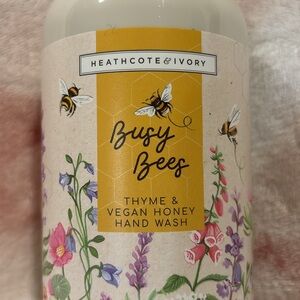 HEATHCOTE & IVORY
Busy
Bees
THYME &
VEGAN HONEY
HAND WASH